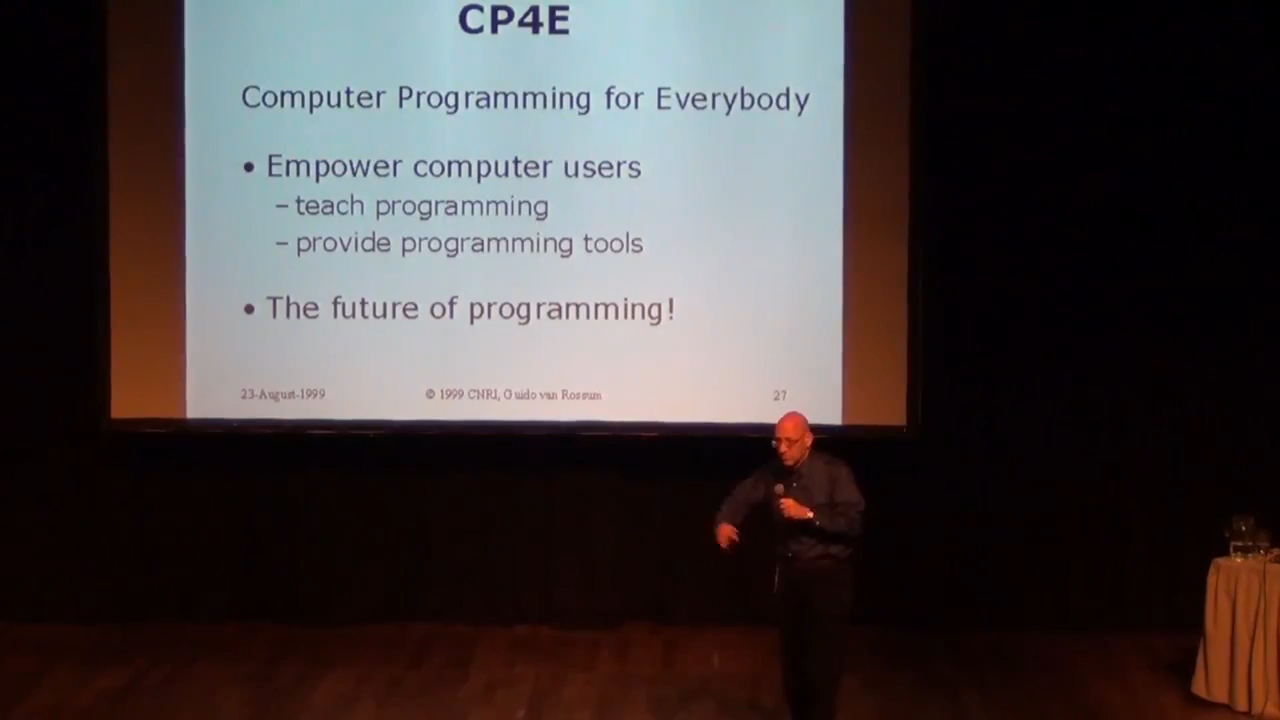 CP4E
Computer Programming for Everybody
• Empower computer users
– teach programming
– provide programming tools
• The future of programming!
23-August-1999 © 1999 CNRI, Guido van Rossum 27